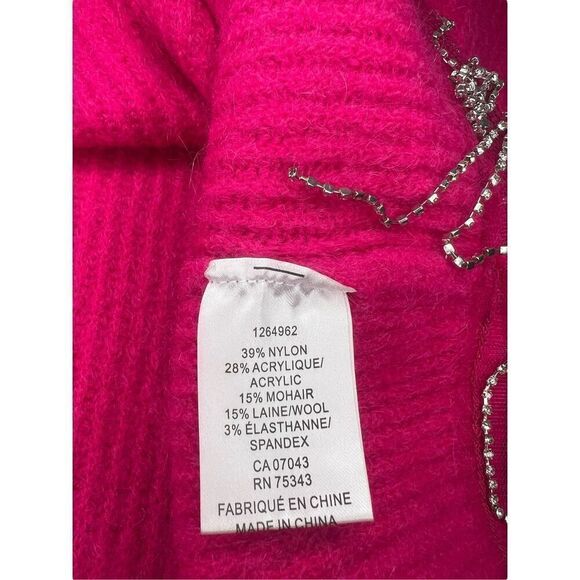 1264962
39% NYLON
28% ACRYLIQUE/
ACRYLIC
15% MOHAIR
15% LAINE/WOOL
3% ÉLASTHANNE/
SPANDEX
CA 07043
RN 75343
FABRIQUÉ EN CHINE
MADE IN CHINA